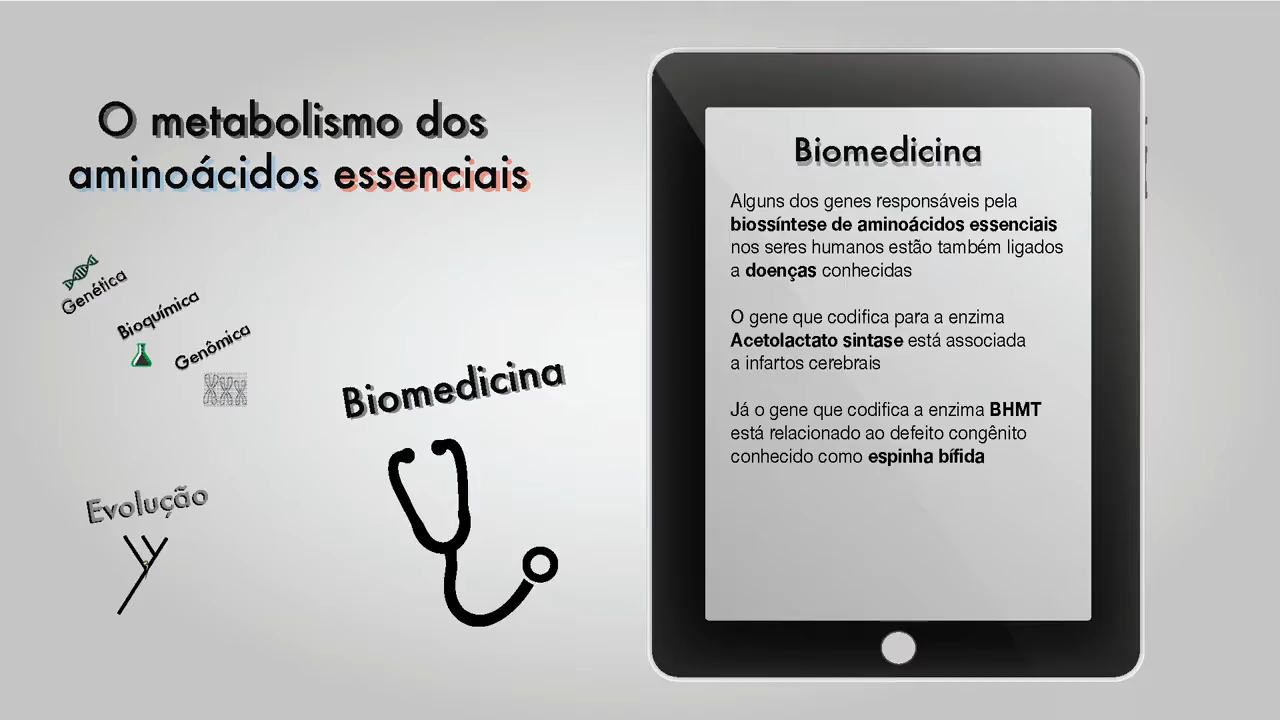 O metabolismo dos
aminoácidos essenciais
Genética
Bioquímica
Genômica
Biomedicina
Evolução
Biomedicina
Alguns dos genes responsáveis pela
biossíntese de aminoácidos essenciais
nos seres humanos estão também ligados
a doenças conhecidas
O gene que codifica para a enzima
Acetolactato sintase está associada
a infartos cerebrais
Já o gene que codifica a enzima BHMT
está relacionado ao defeito congênito
conhecido como espinha bífida